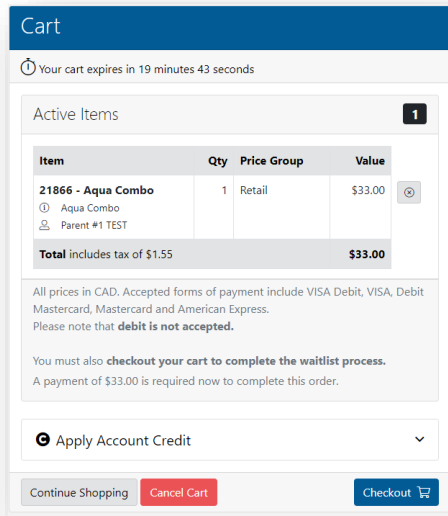 Cart
Your cart expires in 19 minutes 43 seconds
Active Items 1
Item Qty Price Group Value
21866 - Aqua Combo 1 Retail $33.00
Aqua Combo
Parent #1 TEST
Total includes tax of $1.55 $33.00
All prices in CAD. Accepted forms of payment include VISA Debit, VISA, Debit
Mastercard, Mastercard and American Express.
Please note that debit is not accepted.
You must also checkout your cart to complete the waitlist process.
A payment of $33.00 is required now to complete this order.
Apply Account Credit
Continue Shopping Cancel Cart Checkout